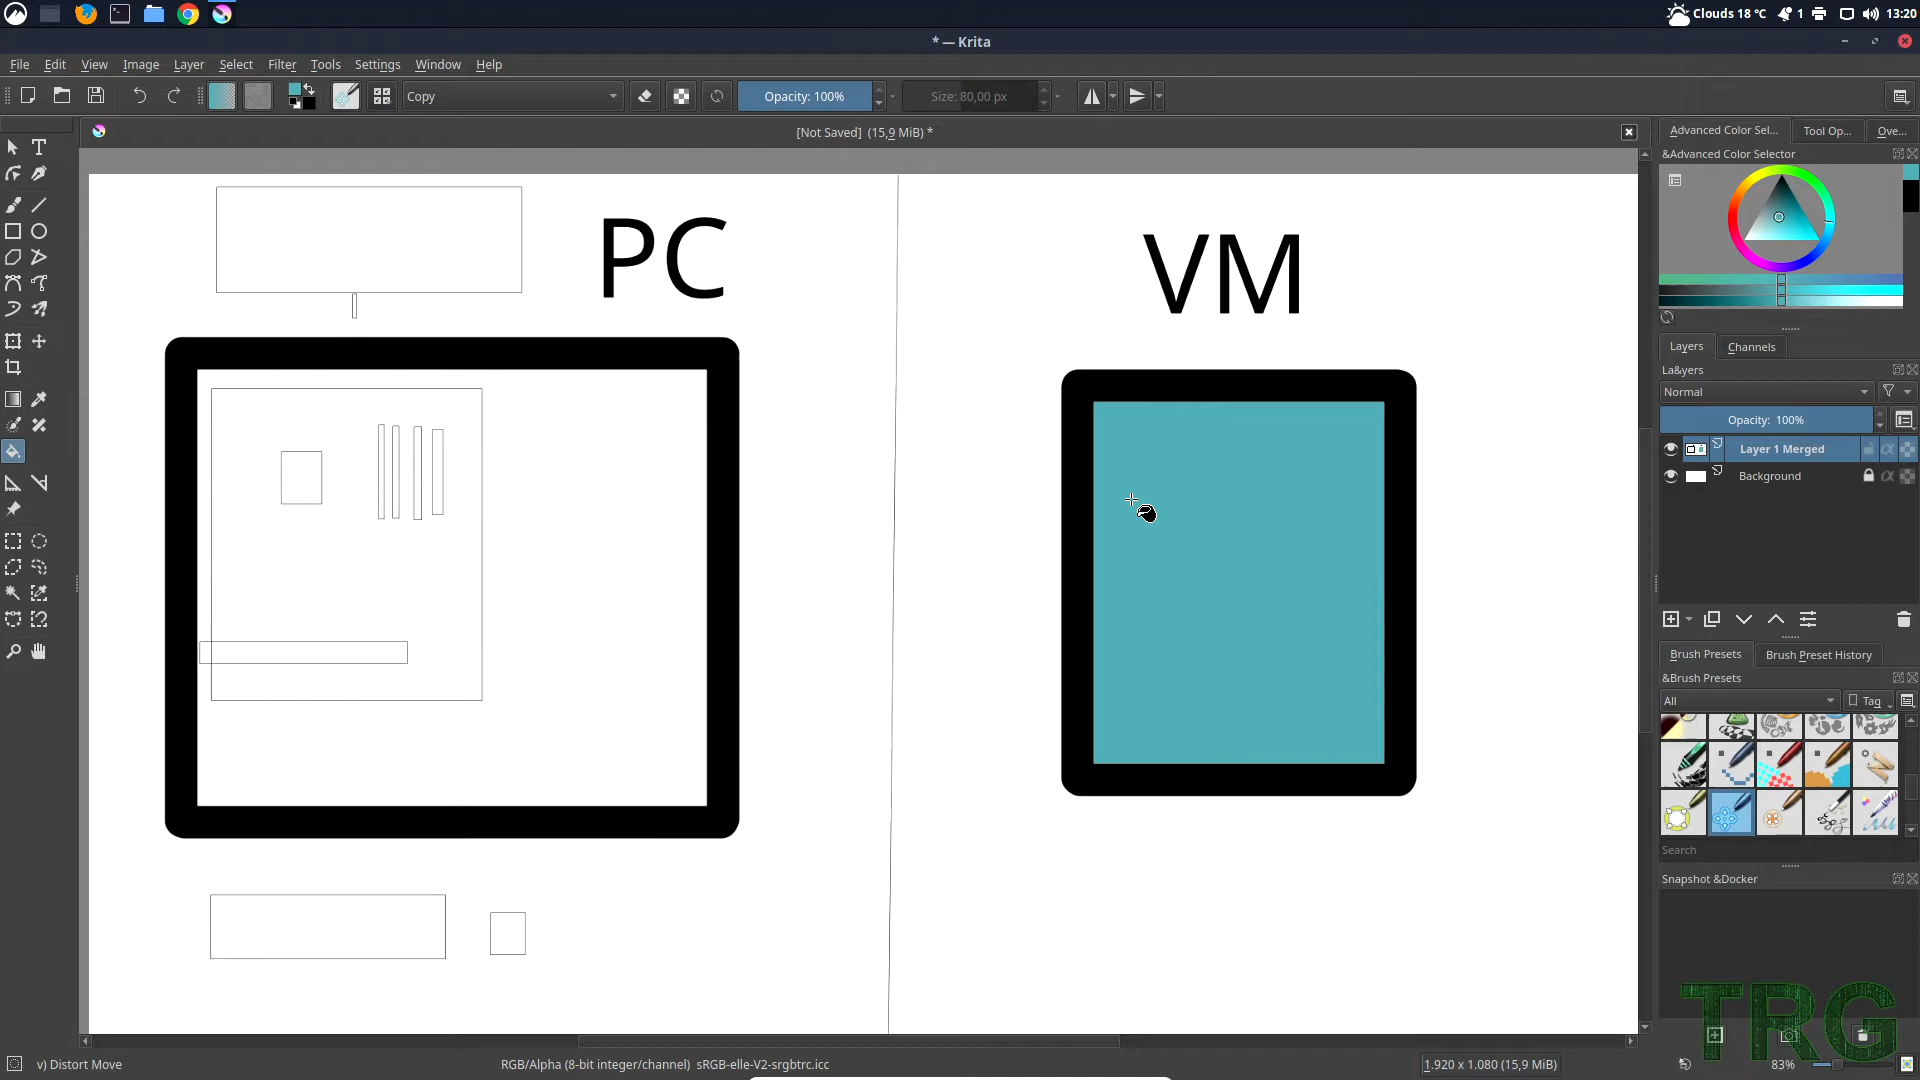 Clouds 18 °C 1 13:20
* — Krita
File Edit View Image Layer Select Filter Tools Settings Window Help
Copy Opacity: 100% Size: 80,00 px
[Not Saved] (15,9 MiB) *
Advanced Color Sel... Tool Op... Ove...
&Advanced Color Selector
PC
VM
Layers Channels
La&yers
Normal
Opacity: 100%
Layer 1 Merged
Background
Brush Presets Brush Preset History
&Brush Presets
All Tag
Search
Snapshot &Docker
TRG
v) Distort Move RGB/Alpha (8-bit integer/channel) sRGB-elle-V2-srgbtrc.icc 1.920 x 1.080 (15,9 MiB) 83%